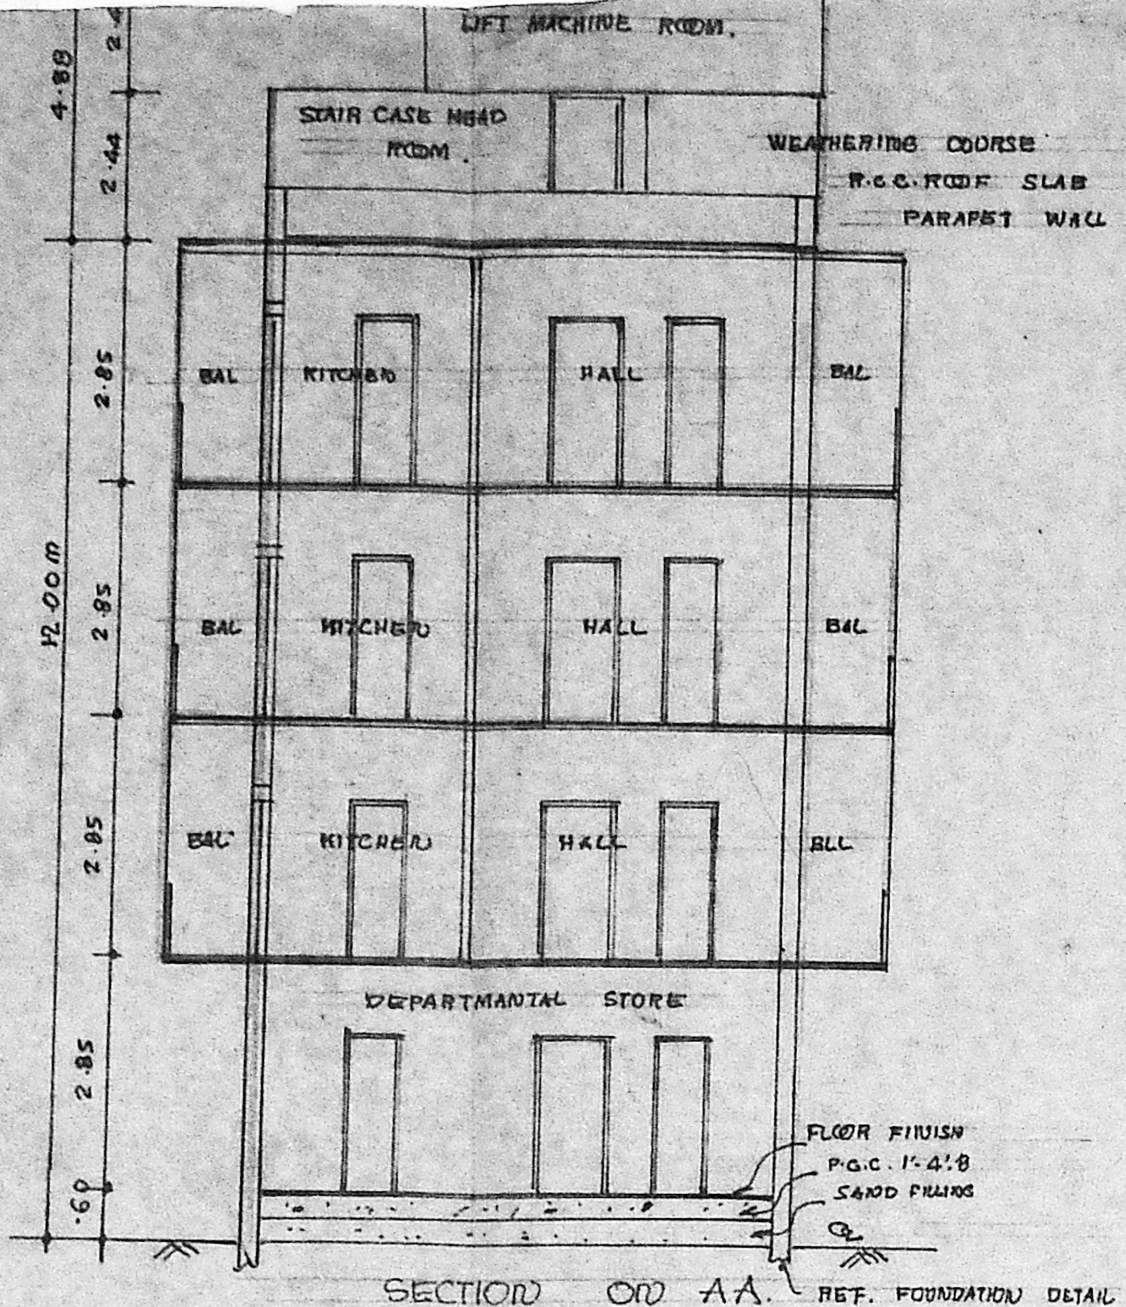 LIFT MACHINE ROOM.
4.88
2.44
STAIR CASE HEAD
ROOM.
WEATHERING COURSE
R.C.C. ROOF SLAB
PARAPET WALL
2.85
BAL KITCHEN HALL BAL
12.00m
2.85
BAL KITCHEN HALL BAL
2.85
BAL KITCHEN HALL BLL
DEPARTMANTAL STORE
2.85
FLOOR FINISH
P.C.C. 1:4:8
SAND FILLING
.60
SECTION ON AA.
REF. FOUNDATION DETAIL